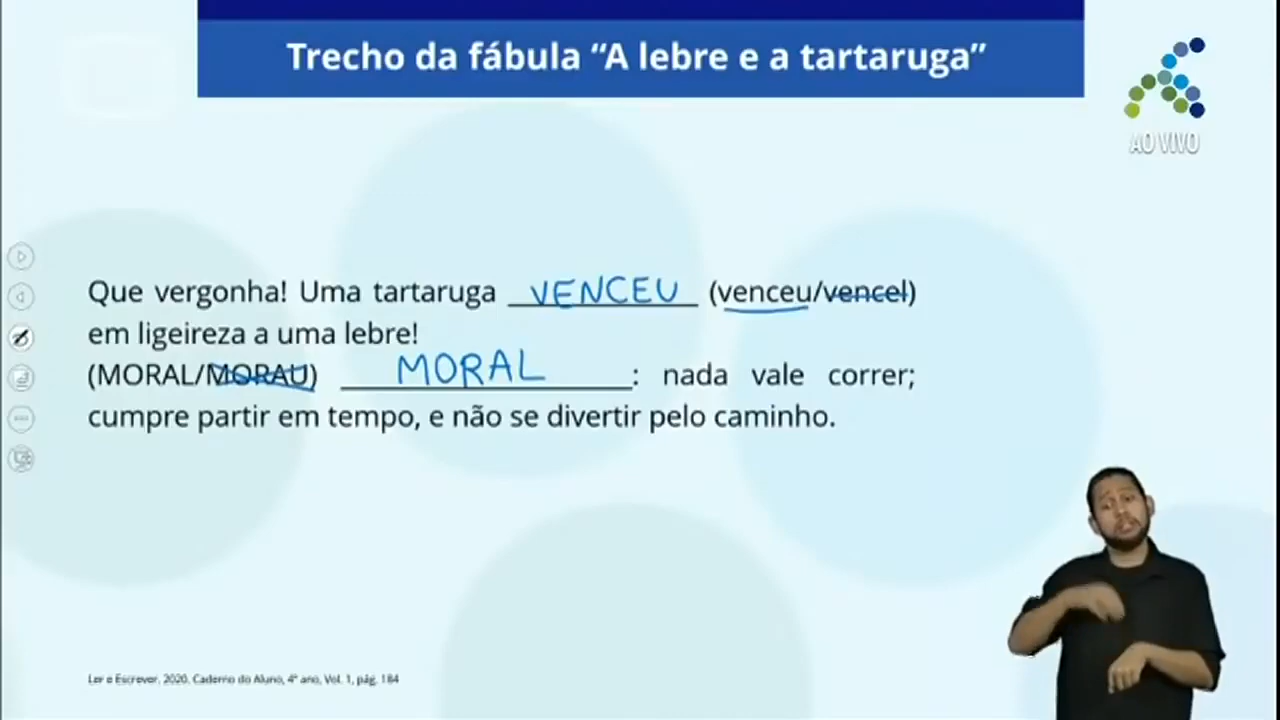 Trecho da fábula “A lebre e a tartaruga”
AO VIVO
Que vergonha! Uma tartaruga VENCEU (venceu/vencel)
em ligeireza a uma lebre!
(MORAL/MORAU) MORAL: nada vale correr;
cumpre partir em tempo, e não se divertir pelo caminho.
Ler e Escrever. 2020. Caderno do Aluno, 4º ano, Vol. 1, pág. 184